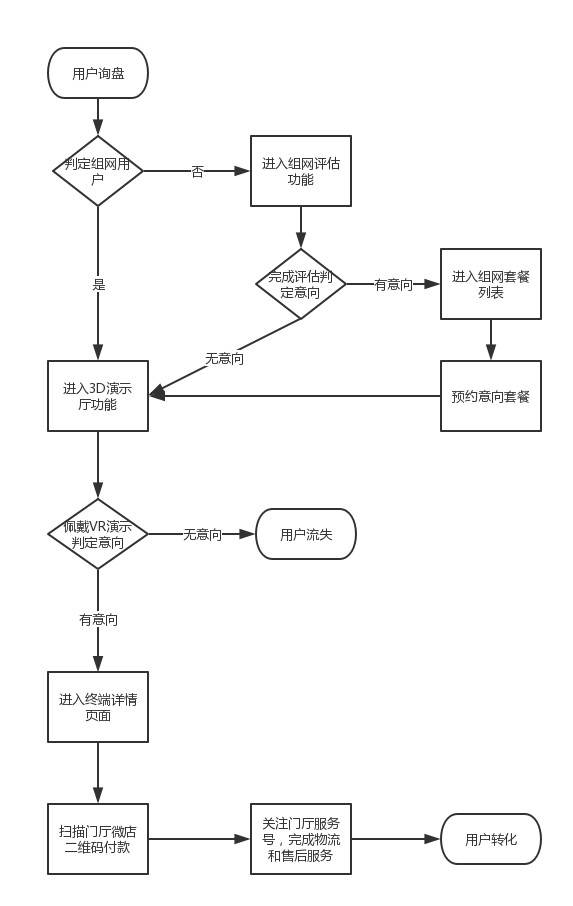 用户询盘
判定组网用
户
否
进入组网评估
功能
完成评估判
定意向
有意向
进入组网套餐
列表
是
无意向
进入3D演示
厅功能
预约意向套餐
佩戴VR演示
判定意向
无意向
用户流失
有意向
进入终端详情
页面
扫描门厅微店
二维码付款
关注门厅服务
号，完成物流
和售后服务
用户转化